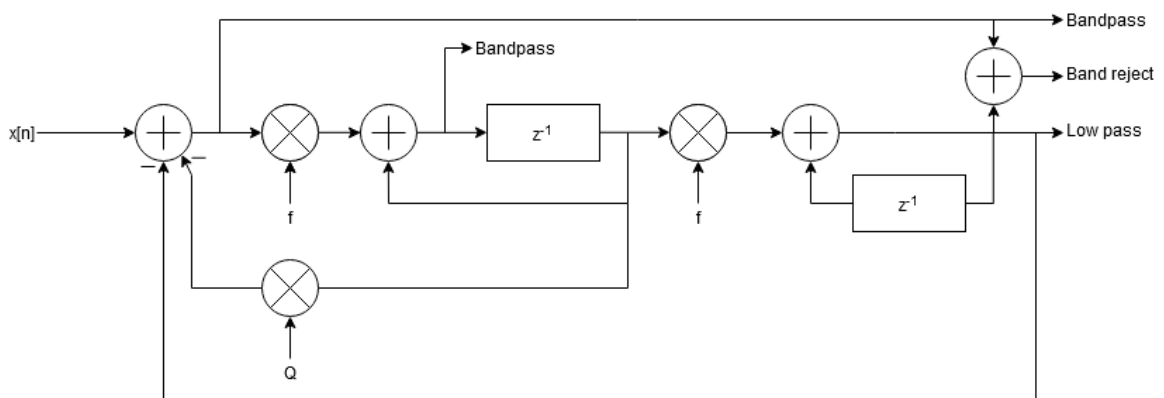 Bandpass
Bandpass
Band reject
x[n]
+
+
z-1
+
+
Low pass
−
−
f
f
z-1
Q